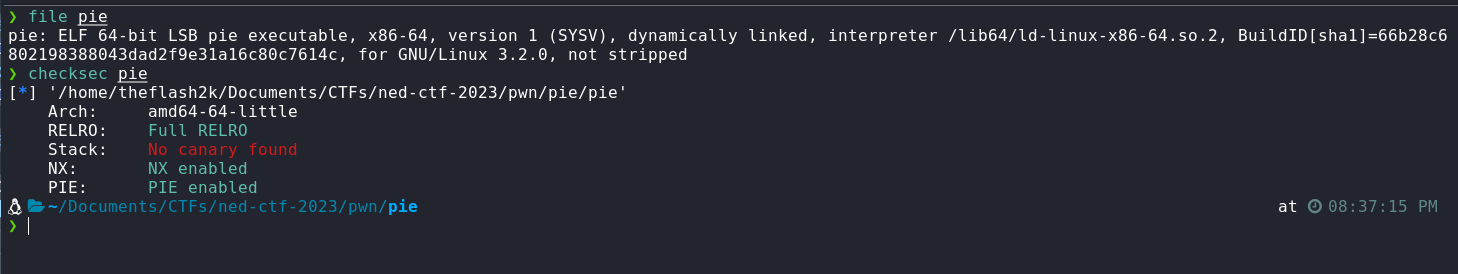 ❯ file pie
pie: ELF 64-bit LSB pie executable, x86-64, version 1 (SYSV), dynamically linked, interpreter /lib64/ld-linux-x86-64.so.2, BuildID[sha1]=66b28c6
802198388043dad2f9e31a16c80c7614c, for GNU/Linux 3.2.0, not stripped
❯ checksec pie
[*] '/home/theflash2k/Documents/CTFs/ned-ctf-2023/pwn/pie/pie'
    Arch:     amd64-64-little
    RELRO:    Full RELRO
    Stack:    No canary found
    NX:       NX enabled
    PIE:      PIE enabled
~/Documents/CTFs/ned-ctf-2023/pwn/pie at 08:37:15 PM
❯